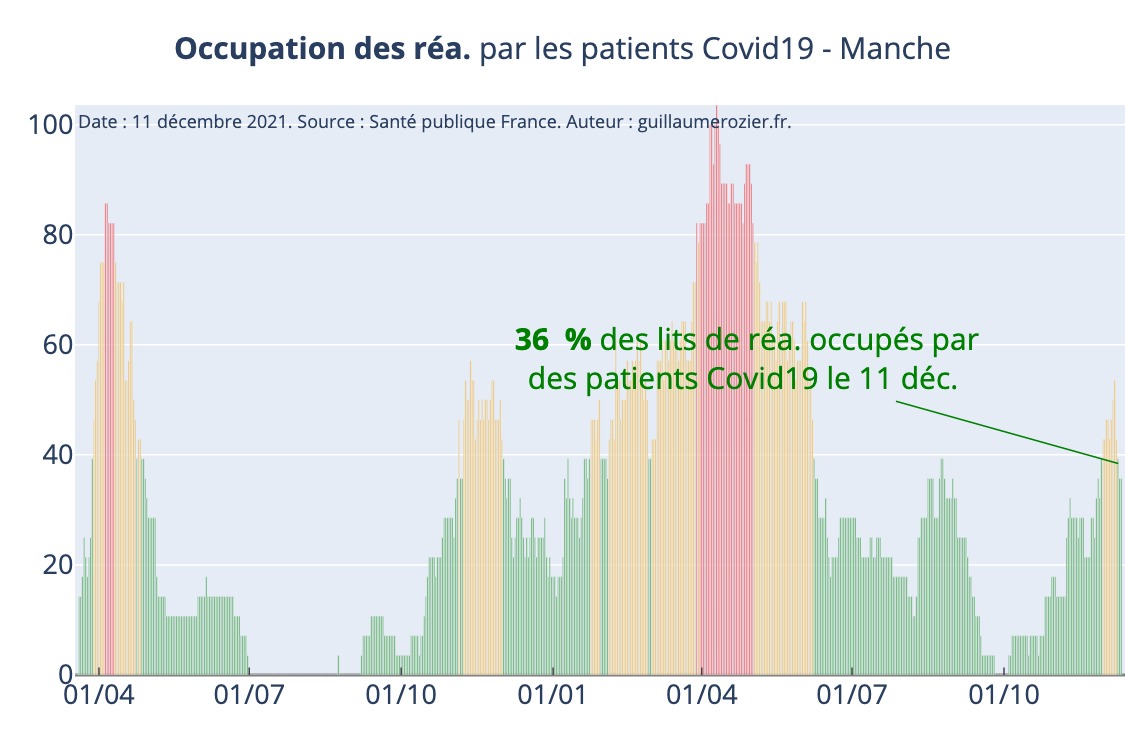 Occupation des réa. par les patients Covid19 - Manche
100
Date : 11 décembre 2021. Source : Santé publique France. Auteur : guillaumerozier.fr.
80
60
36 % des lits de réa. occupés par
des patients Covid19 le 11 déc.
40
20
0
01/04 01/07 01/10 01/01 01/04 01/07 01/10